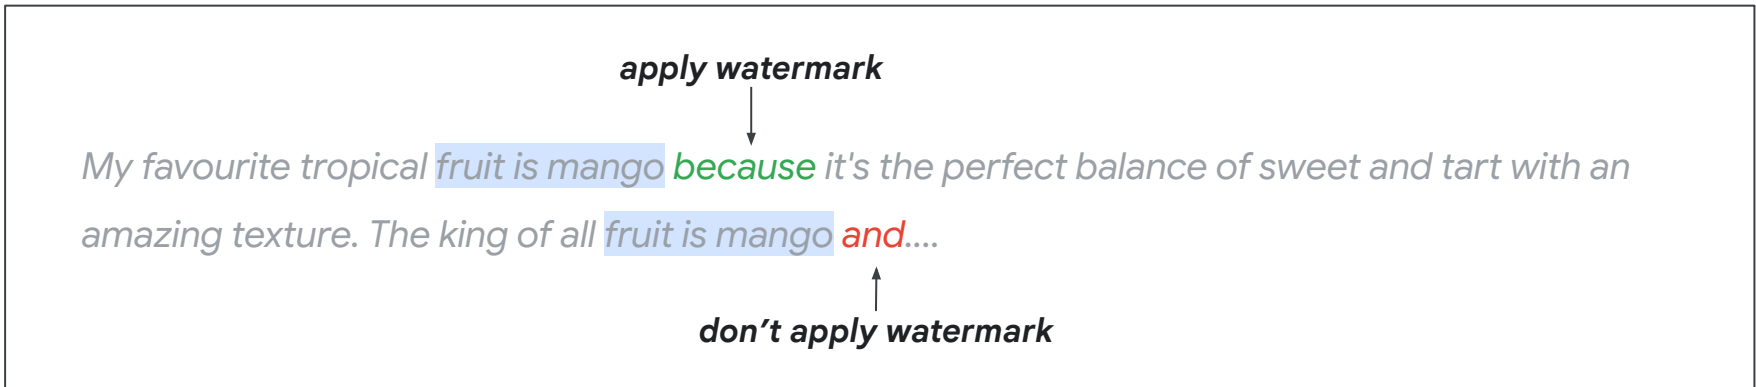 apply watermark
My favourite tropical fruit is mango because it's the perfect balance of sweet and tart with an
amazing texture. The king of all fruit is mango and....
don’t apply watermark